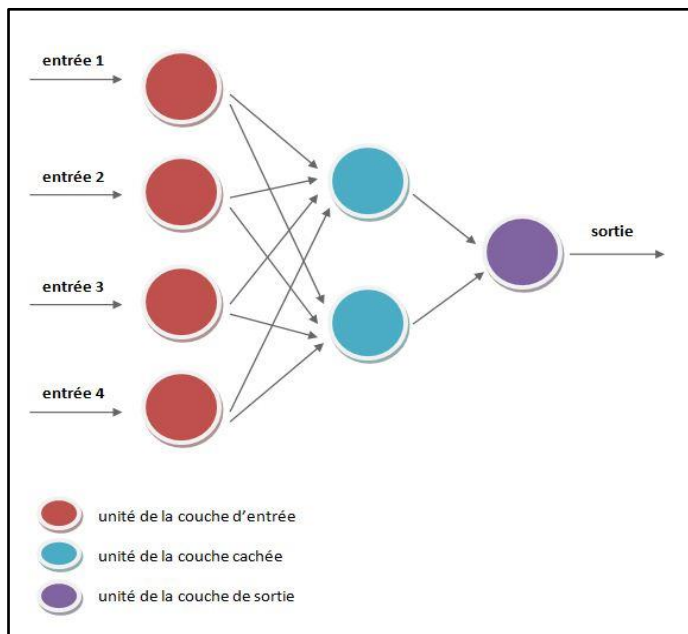 entrée 1
entrée 2
sortie
entrée 3
entrée 4
unité de la couche d’entrée
unité de la couche cachée
unité de la couche de sortie